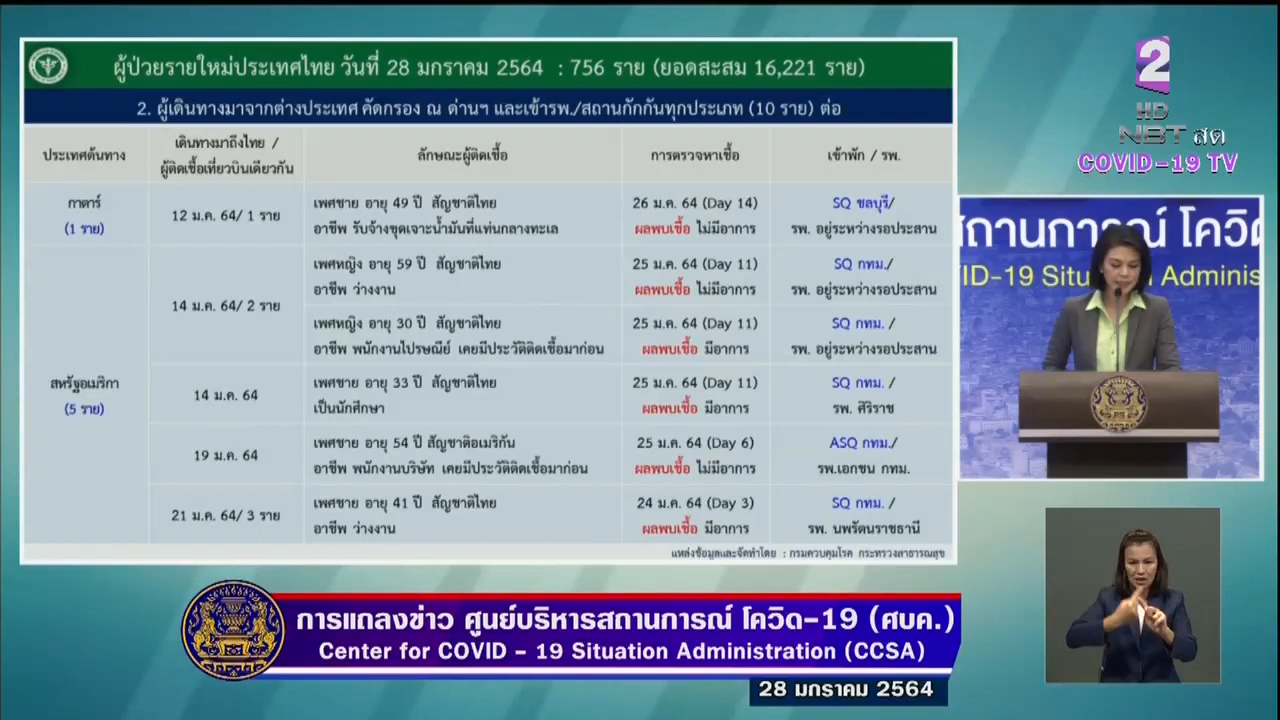 ผู้ป่วยรายใหม่ประเทศไทย วันที่ 28 มกราคม 2564 : 756 ราย (ยอดสะสม 16,221 ราย)
2. ผู้เดินทางมาจากต่างประเทศ คัดกรอง ณ ด่านฯ และเข้ารพ./สถานกักกันทุกประเภท (10 ราย) ต่อ
ประเทศต้นทาง
เดินทางมาถึงไทย /
ผู้ติดเชื้อเที่ยวบินเดียวกัน
ลักษณะผู้ติดเชื้อ
การตรวจหาเชื้อ
เข้าพัก / รพ.
กาตาร์
(1 ราย)
12 ม.ค. 64/ 1 ราย
เพศชาย อายุ 49 ปี สัญชาติไทย
อาชีพ รับจ้างขุดเจาะน้ำมันที่แท่นกลางทะเล
26 ม.ค. 64 (Day 14)
ผลพบเชื้อ ไม่มีอาการ
SQ ชลบุรี/
รพ. อยู่ระหว่างรอประสาน
สหรัฐอเมริกา
(5 ราย)
14 ม.ค. 64/ 2 ราย
เพศหญิง อายุ 59 ปี สัญชาติไทย
อาชีพ ว่างงาน
25 ม.ค. 64 (Day 11)
ผลพบเชื้อ ไม่มีอาการ
SQ กทม./
รพ. อยู่ระหว่างรอประสาน
เพศหญิง อายุ 30 ปี สัญชาติไทย
อาชีพ พนักงานไปรษณีย์ เคยมีประวัติติดเชื้อมาก่อน
25 ม.ค. 64 (Day 11)
ผลพบเชื้อ มีอาการ
SQ กทม. /
รพ. อยู่ระหว่างรอประสาน
14 ม.ค. 64
เพศชาย อายุ 33 ปี สัญชาติไทย
เป็นนักศึกษา
25 ม.ค. 64 (Day 11)
ผลพบเชื้อ มีอาการ
SQ กทม. /
รพ. ศิริราช
19 ม.ค. 64
เพศชาย อายุ 54 ปี สัญชาติอเมริกัน
อาชีพ พนักงานบริษัท เคยมีประวัติติดเชื้อมาก่อน
25 ม.ค. 64 (Day 6)
ผลพบเชื้อ ไม่มีอาการ
ASQ กทม./
รพ.เอกชน กทม.
21 ม.ค. 64/ 3 ราย
เพศชาย อายุ 41 ปี สัญชาติไทย
อาชีพ ว่างงาน
24 ม.ค. 64 (Day 3)
ผลพบเชื้อ มีอาการ
SQ กทม. /
รพ. นพรัตนราชธานี
แหล่งข้อมูลและจัดทำโดย : กรมควบคุมโรค กระทรวงสาธารณสุข
2
HD
NBT สด
COVID-19 TV
สถานการณ์ โควิด
VID-19 Situation Adminis
การแถลงข่าว ศูนย์บริหารสถานการณ์ โควิด-19 (ศบค.)
Center for COVID - 19 Situation Administration (CCSA)
28 มกราคม 2564